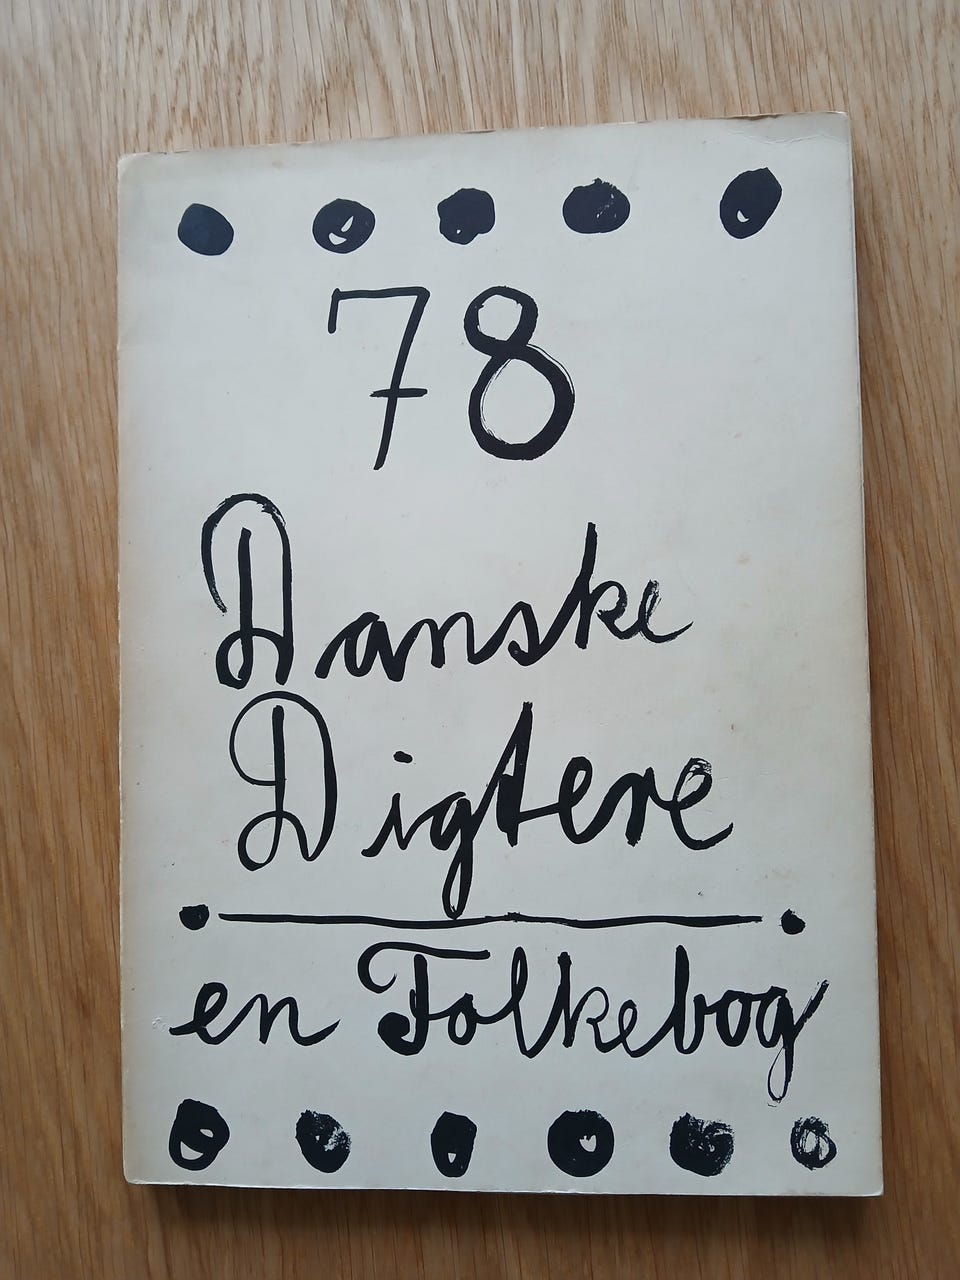 78
Danske
Digtere
en Folkebog